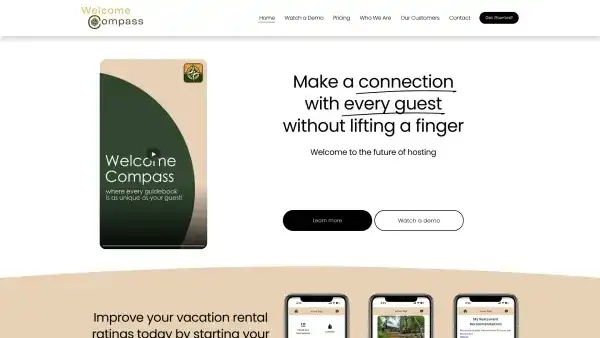 Welcome
Compass
Home
Watch a Demo
Pricing
Who We Are
Our Customers
Contact
Get Started!
Welcome
Compass
where every guidebook
is as unique as your guest!
Make a connection
with every guest
without lifting a finger
Welcome to the future of hosting
Learn more
Watch a demo
Improve your vacation rental
ratings today by starting your
My Restaurant
Recommendations